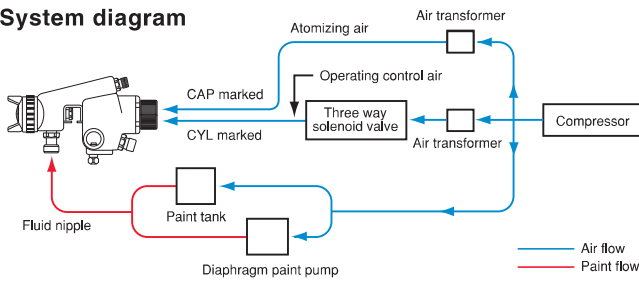 System diagram
Atomizing air
Air transformer
CAP marked
Operating control air
Three way
solenoid valve
Compressor
CYL marked
Air transformer
Paint tank
Fluid nipple
Diaphragm paint pump
Air flow
Paint flow